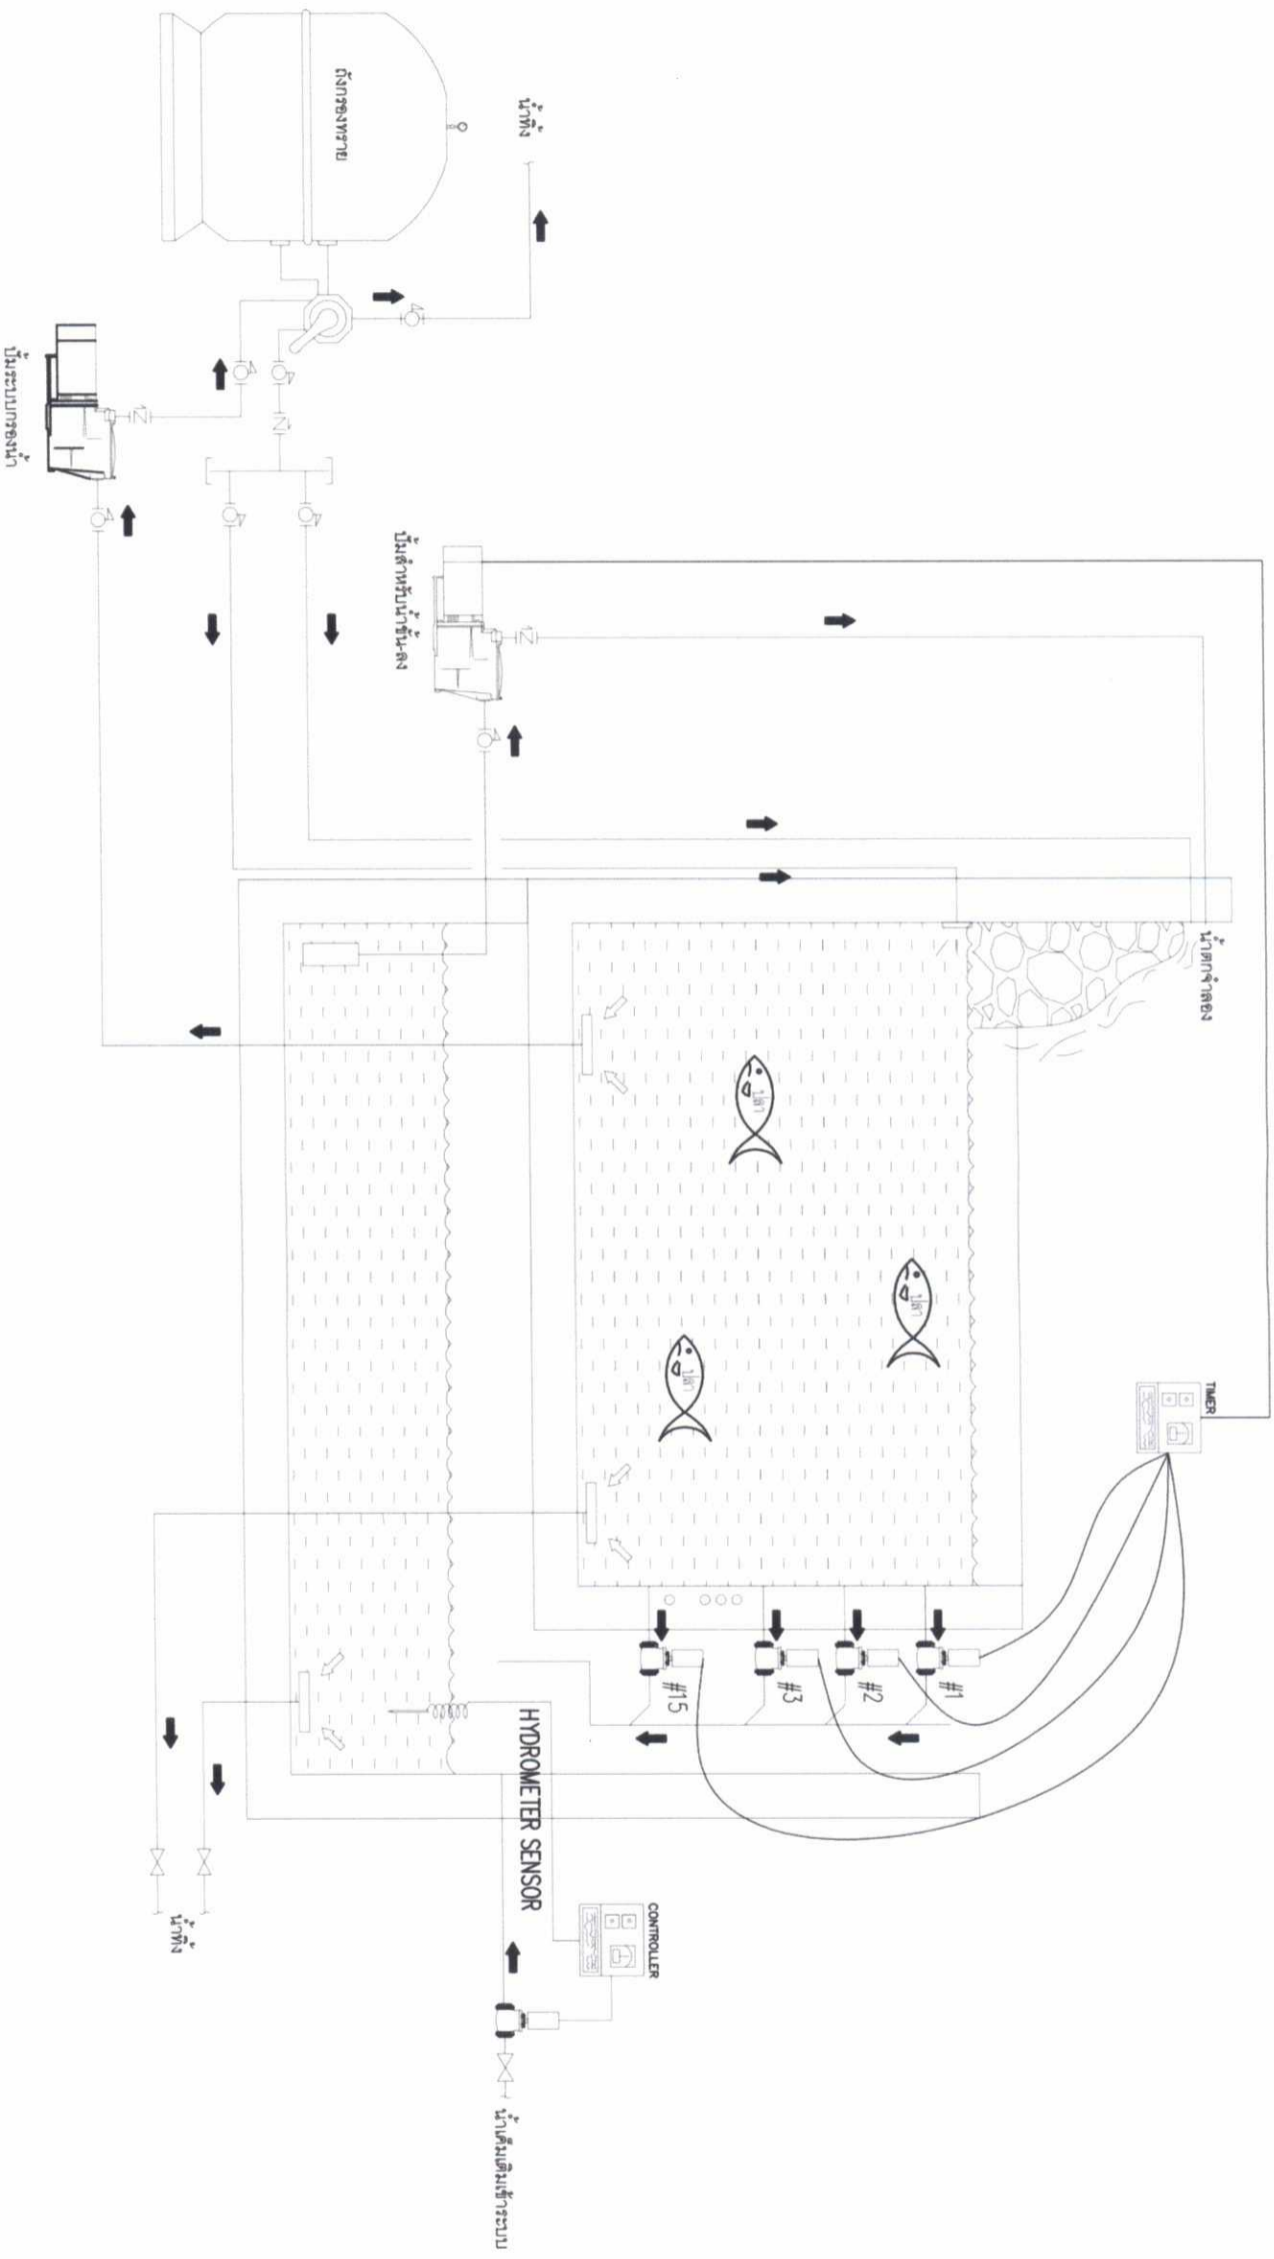 น้ำตกจำลอง
TIMER
#1
#2
#3
#15
ปลา
ปลา
ปลา
น้ำทิ้ง
ถังกรองทราย
ปั๊มสำหรับน้ำขึ้น-ลง
ปั๊มระบบกรองน้ำ
HYDROMETER SENSOR
CONTROLLER
น้ำเค็มเติมเข้าระบบ
น้ำทิ้ง